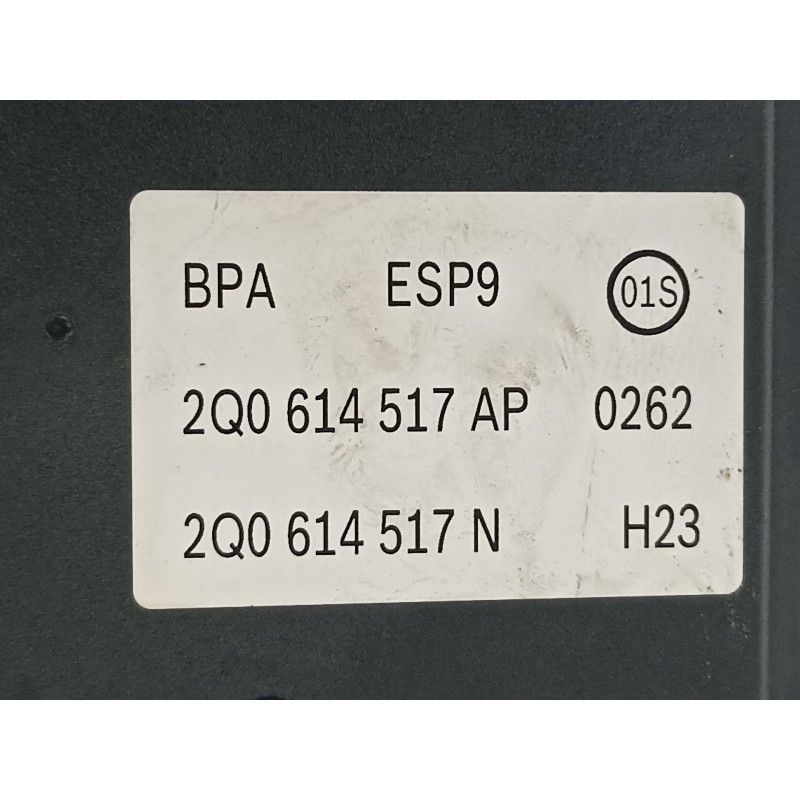 BPA ESP9 01S
2Q0 614 517 AP 0262
2Q0 614 517 N H23